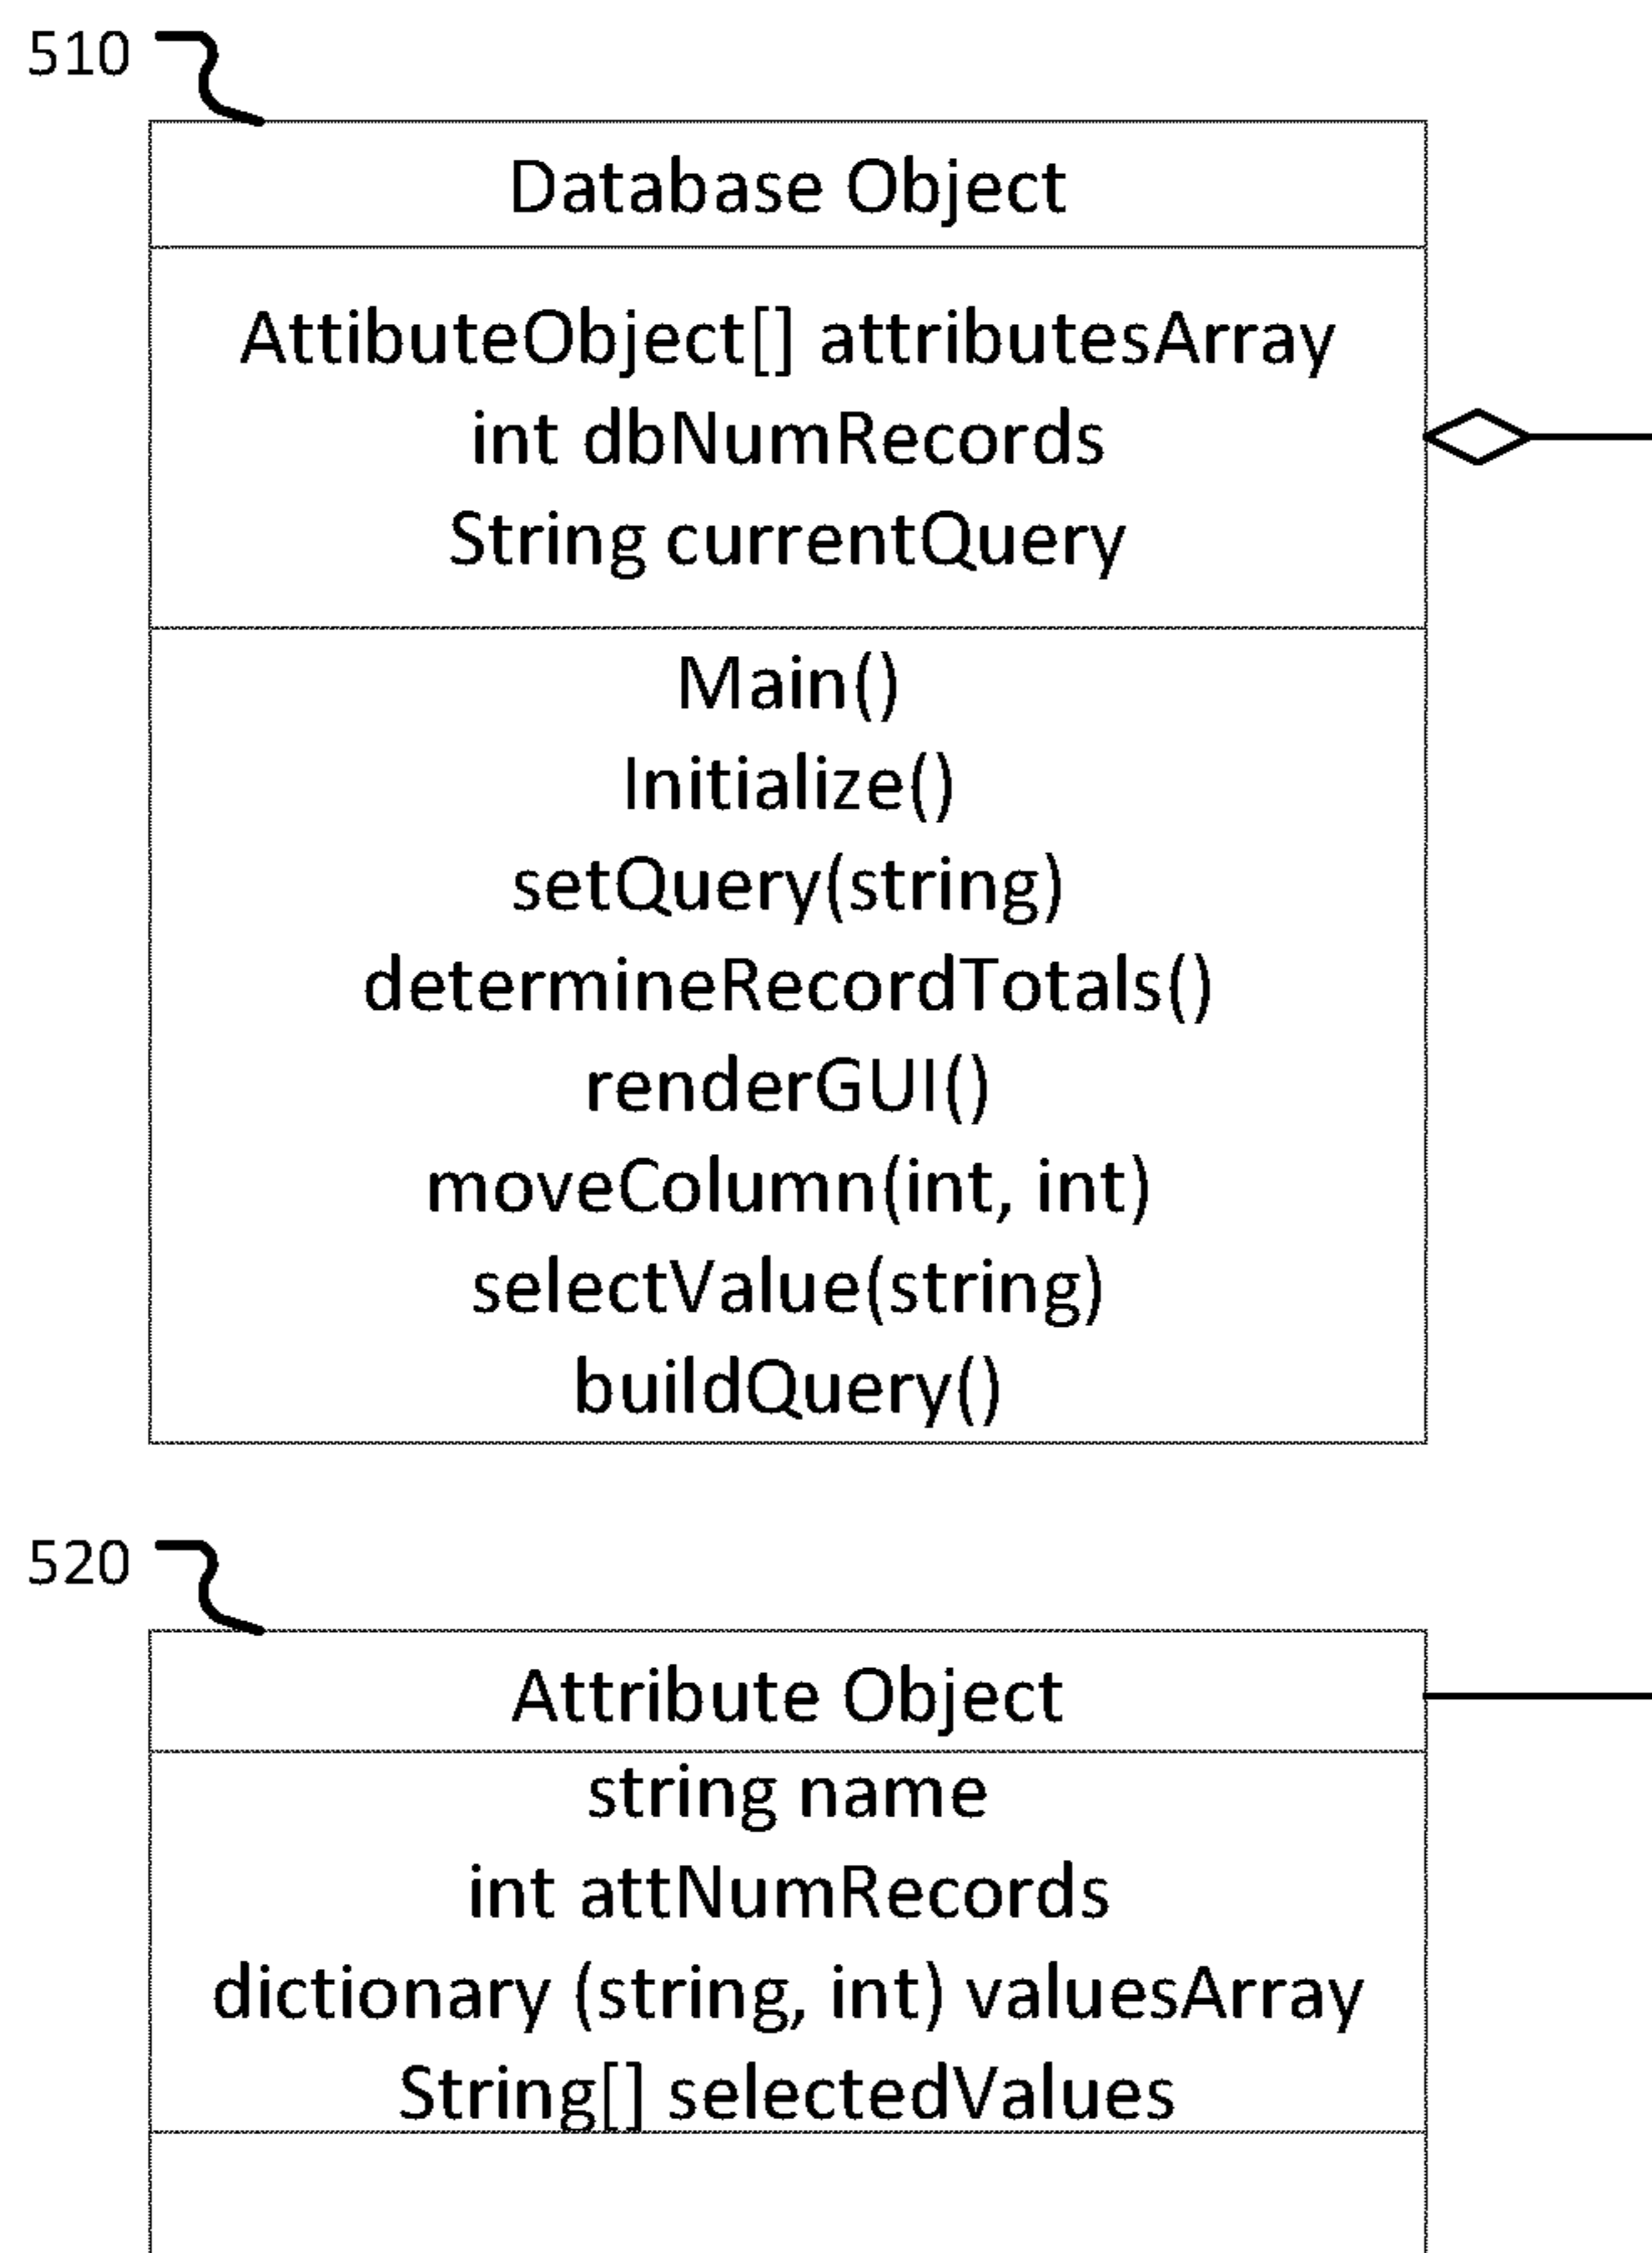 510
Database Object
AttibuteObject[] attributesArray
int dbNumRecords
String currentQuery
Main()
Initialize()
setQuery(string)
determineRecordTotals()
renderGUI()
moveColumn(int, int)
selectValue(string)
buildQuery()
520
Attribute Object
string name
int attNumRecords
dictionary (string, int) valuesArray
String[] selectedValues